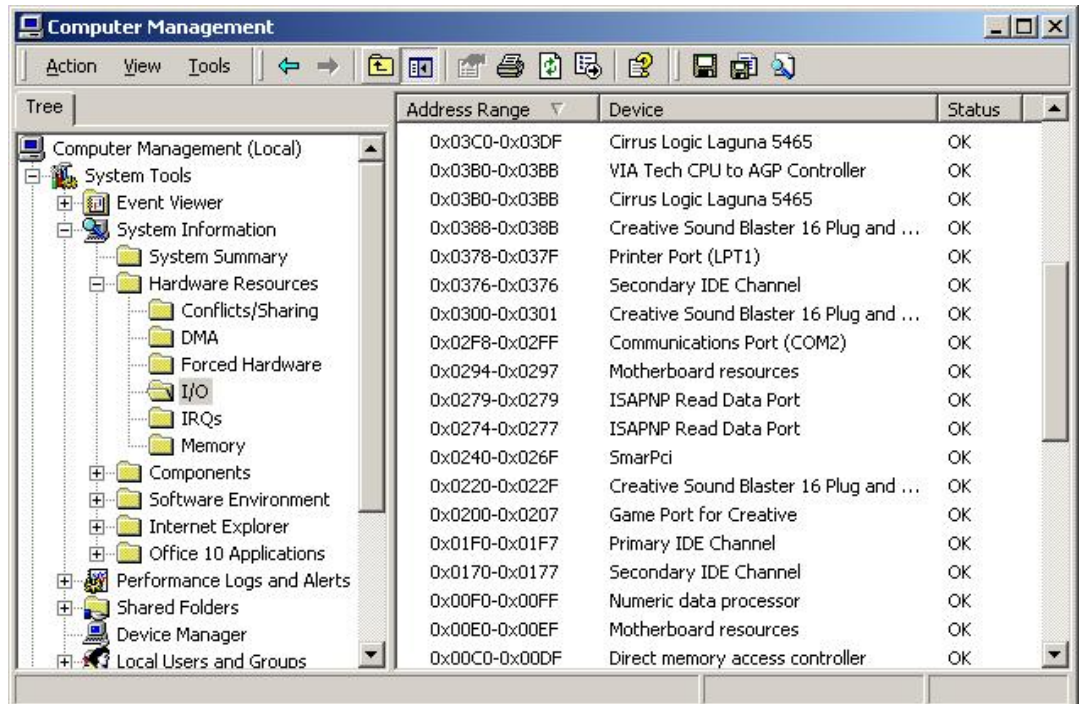 Computer Management
Action View Tools
Tree
Computer Management (Local)
System Tools
Event Viewer
System Information
System Summary
Hardware Resources
Conflicts/Sharing
DMA
Forced Hardware
I/O
IRQs
Memory
Components
Software Environment
Internet Explorer
Office 10 Applications
Performance Logs and Alerts
Shared Folders
Device Manager
Local Users and Groups
Address Range Device Status
0x03C0-0x03DF Cirrus Logic Laguna 5465 OK
0x03B0-0x03BB VIA Tech CPU to AGP Controller OK
0x03B0-0x03BB Cirrus Logic Laguna 5465 OK
0x0388-0x038B Creative Sound Blaster 16 Plug and ... OK
0x0378-0x037F Printer Port (LPT1) OK
0x0376-0x0376 Secondary IDE Channel OK
0x0300-0x0301 Creative Sound Blaster 16 Plug and ... OK
0x02F8-0x02FF Communications Port (COM2) OK
0x0294-0x0297 Motherboard resources OK
0x0279-0x0279 ISAPNP Read Data Port OK
0x0274-0x0277 ISAPNP Read Data Port OK
0x0240-0x026F SmarPci OK
0x0220-0x022F Creative Sound Blaster 16 Plug and ... OK
0x0200-0x0207 Game Port for Creative OK
0x01F0-0x01F7 Primary IDE Channel OK
0x0170-0x0177 Secondary IDE Channel OK
0x00F0-0x00FF Numeric data processor OK
0x00E0-0x00EF Motherboard resources OK
0x00C0-0x00DF Direct memory access controller OK